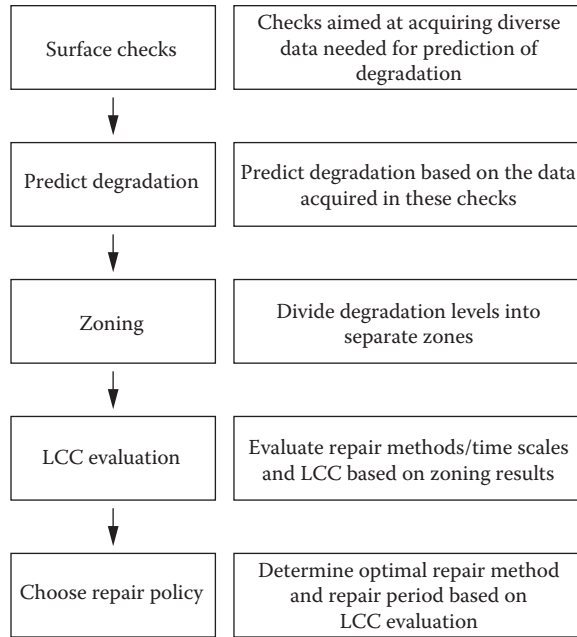 Surface checks
Checks aimed at acquiring diverse
data needed for prediction of
degradation
Predict degradation
Predict degradation based on the data
acquired in these checks
Zoning
Divide degradation levels into
separate zones
LCC evaluation
Evaluate repair methods/time scales
and LCC based on zoning results
Choose repair policy
Determine optimal repair method
and repair period based on
LCC evaluation